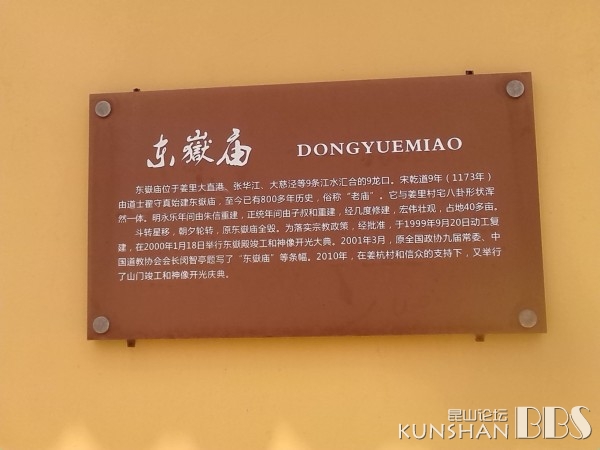 东嶽庙 DONGYUEMIAO
东嶽庙位于姜里大直港、张华江、大慈泾等9条江水汇合的9龙口。宋乾道9年（1173年）
由道士翟守真始建东嶽庙，至今已有800多年历史，俗称“老庙”。它与姜里村宅八卦形状浑
然一体。明永乐年间由朱信重建，正统年间由子叔和重建，经几度修建，宏伟壮观，占地40多亩。
斗转星移，朝夕轮转，原东嶽庙全毁。为落实宗教政策，经批准，于1999年9月20日动工复
建，在2000年1月18日举行东嶽殿竣工和神像开光大典。2001年3月，原全国政协九届常委、中
国道教协会会长闵智亭题写了“东嶽庙”等条幅。2010年，在姜杭村和信众的支持下，又举行
了山门竣工和神像开光庆典。
昆山论坛
KUNSHAN BBS